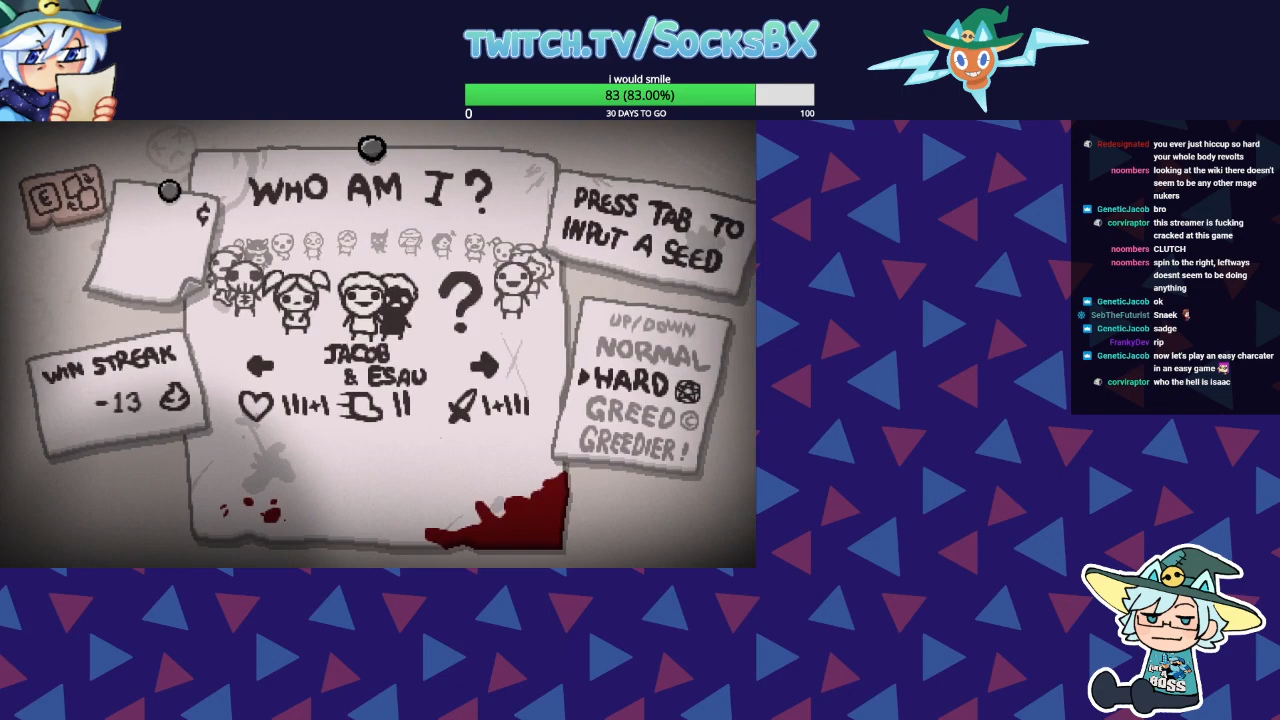 TWITCH.TV/SOCKSBX
i would smile
83 (83.00%)
0
30 DAYS TO GO
100
WHO AM I?
¢
PRESS TAB TO
INPUT A SEED
WIN STREAK
-13
JACOB
& ESAU
|||+| || |+|||
UP/DOWN
NORMAL
HARD
GREED
GREEDIER!
Redesignated you ever just hiccup so hard
your whole body revolts
noombers looking at the wiki there doesn't
seem to be any other mage
nukers
GeneticJacob bro
corviraptor this streamer is fucking
cracked at this game
noombers CLUTCH
noombers spin to the right, leftways
doesnt seem to be doing
anything
GeneticJacob ok
SebTheFuturist Snaek
GeneticJacob sadge
FrankyDev rip
GeneticJacob now let's play an easy charcater
in an easy game
corviraptor who the hell is isaac
LIKE
A
BOSS